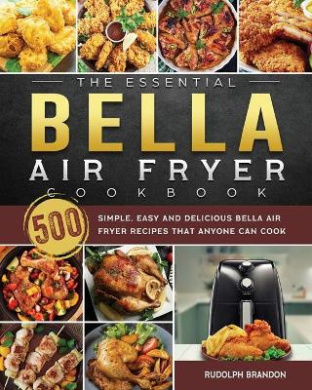 THE ESSENTIAL
BELLA
AIR FRYER
COOKBOOK
500
SIMPLE, EASY AND DELICIOUS BELLA AIR
FRYER RECIPES THAT ANYONE CAN COOK
RUDOLPH BRANDON